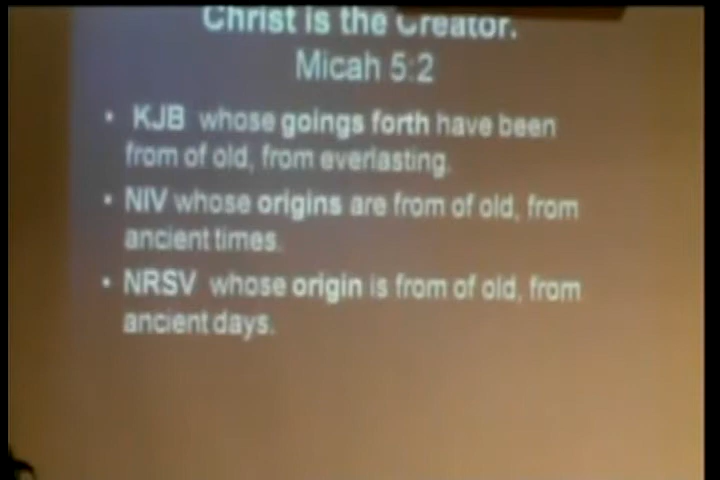 Christ is the Creator.
Micah 5:2
• KJB whose goings forth have been
from of old, from everlasting.
• NIV whose origins are from of old, from
ancient times.
• NRSV whose origin is from of old, from
ancient days.